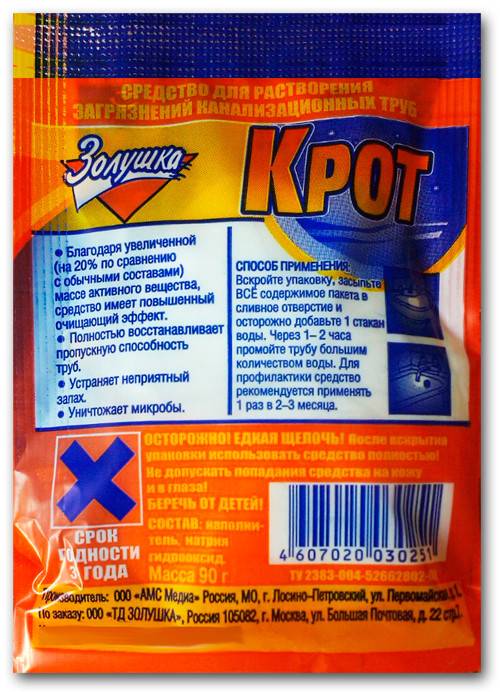 СРЕДСТВО ДЛЯ РАСТВОРЕНИЯ
ЗАГРЯЗНЕНИЙ КАНАЛИЗАЦИОННЫХ ТРУБ
Золушка
КРОТ
• Благодаря увеличенной
(на 20% по сравнению
с обычными составами)
массе активного вещества,
средство имеет повышенный
очищающий эффект.
• Полностью восстанавливает
пропускную способность
труб.
• Устраняет неприятный
запах.
• Уничтожает микробы.
СПОСОБ ПРИМЕНЕНИЯ:
Вскройте упаковку, засыпьте
ВСЁ содержимое пакета в
сливное отверстие и
осторожно добавьте 1 стакан
воды. Через 1– 2 часа
промойте трубу большим
количеством воды. Для
профилактики средство
рекомендуется применять
1 раз в 2–3 месяца.
ОСТОРОЖНО! ЕДКАЯ ЩЕЛОЧЬ! После вскрытия
упаковки использовать средство полностью!
Не допускать попадания средства на кожу
и в глаза!
БЕРЕЧЬ ОТ ДЕТЕЙ!
СОСТАВ: наполни-
тель, натрия
гидрооксид.
Масса 90 г
СРОК
ГОДНОСТИ
3 ГОДА
4 607020 030251
ТУ 2383-004-52662802-
Производитель: ООО «АМС Медиа» Россия, МО, г. Лосино–Петровский, ул. Первомайская,
По заказу: ООО «ТД ЗОЛУШКА», Россия 105082, г. Москва, ул. Большая Почтовая, д. 22 стр.